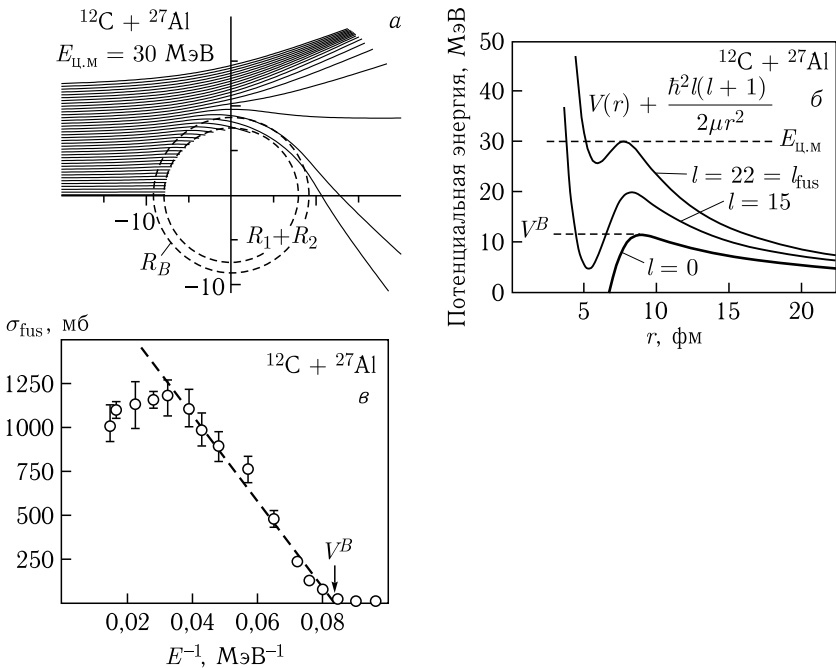 ¹²C + ²⁷Al
а
E_ц.м = 30 МэВ
−10
R_B
R₁+R₂
−10
Потенциальная энергия, МэВ
50
40
30
20
10
0
¹²C + ²⁷Al
б
V(r) + ħ²l(l + 1)/2μr²
E_ц.м
l = 22 = l_fus
l = 15
V^B
l = 0
5
10
15
20
r, фм
σ_fus, мб
¹²C + ²⁷Al
в
1250
1000
750
500
250
V^B
0,02
0,04
0,06
0,08
E⁻¹, МэВ⁻¹